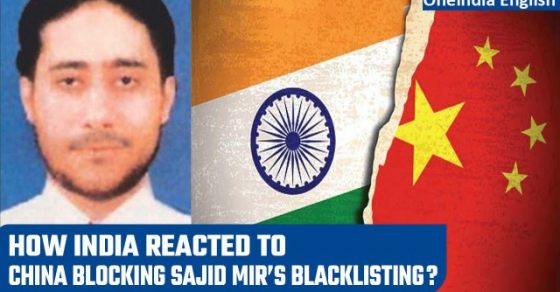 Oneindia English
HOW INDIA REACTED TO
CHINA BLOCKING SAJID MIR'S BLACKLISTING?